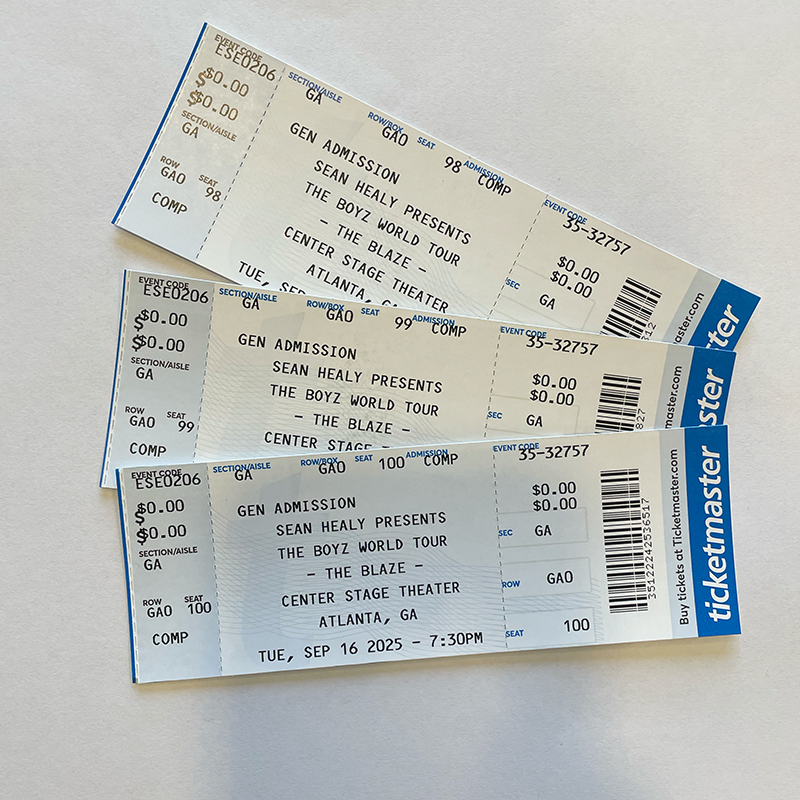 EVENT CODE
ESE0206
$0.00
$0.00
SECTION/AISLE
GA
ROW SEAT
GAO 98
COMP
SECTION/AISLE ROW/BOX SEAT ADMISSION
GA GAO 98 COMP
GEN ADMISSION
SEAN HEALY PRESENTS
THE BOYZ WORLD TOUR
- THE BLAZE -
CENTER STAGE THEATER
ATLANTA,
TUE,
EVENT CODE
35-32757
$0.00
$0.00
SEC GA
EVENT CODE
ESE0206
$0.00
$0.00
SECTION/AISLE
GA
ROW SEAT
GAO 99
COMP
SECTION/AISLE ROW/BOX SEAT ADMISSION
GA GAO 99 COMP
GEN ADMISSION
SEAN HEALY PRESENTS
THE BOYZ WORLD TOUR
- THE BLAZE -
CENTER STAGE
EVENT CODE
35-32757
$0.00
$0.00
SEC GA
EVENT CODE
ESE0206
$0.00
$0.00
SECTION/AISLE
GA
ROW SEAT
GAO 100
COMP
SECTION/AISLE ROW/BOX SEAT ADMISSION
GA GAO 100 COMP
GEN ADMISSION
SEAN HEALY PRESENTS
THE BOYZ WORLD TOUR
- THE BLAZE -
CENTER STAGE THEATER
ATLANTA, GA
TUE, SEP 16 2025 - 7:30PM
EVENT CODE
35-32757
$0.00
$0.00
SEC GA
ROW GAO
SEAT 100
351222242536517
Buy tickets at Ticketmaster.com
ticketmaster